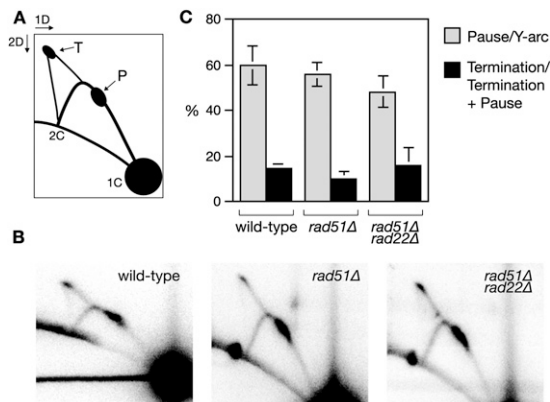 A
1D
2D
T
P
2C
1C
C
%
80
60
40
20
0
wild-type
rad51Δ
rad51Δ
rad22Δ
Pause/Y-arc
Termination/
Termination
+ Pause
B
wild-type
rad51Δ
rad51Δ
rad22Δ